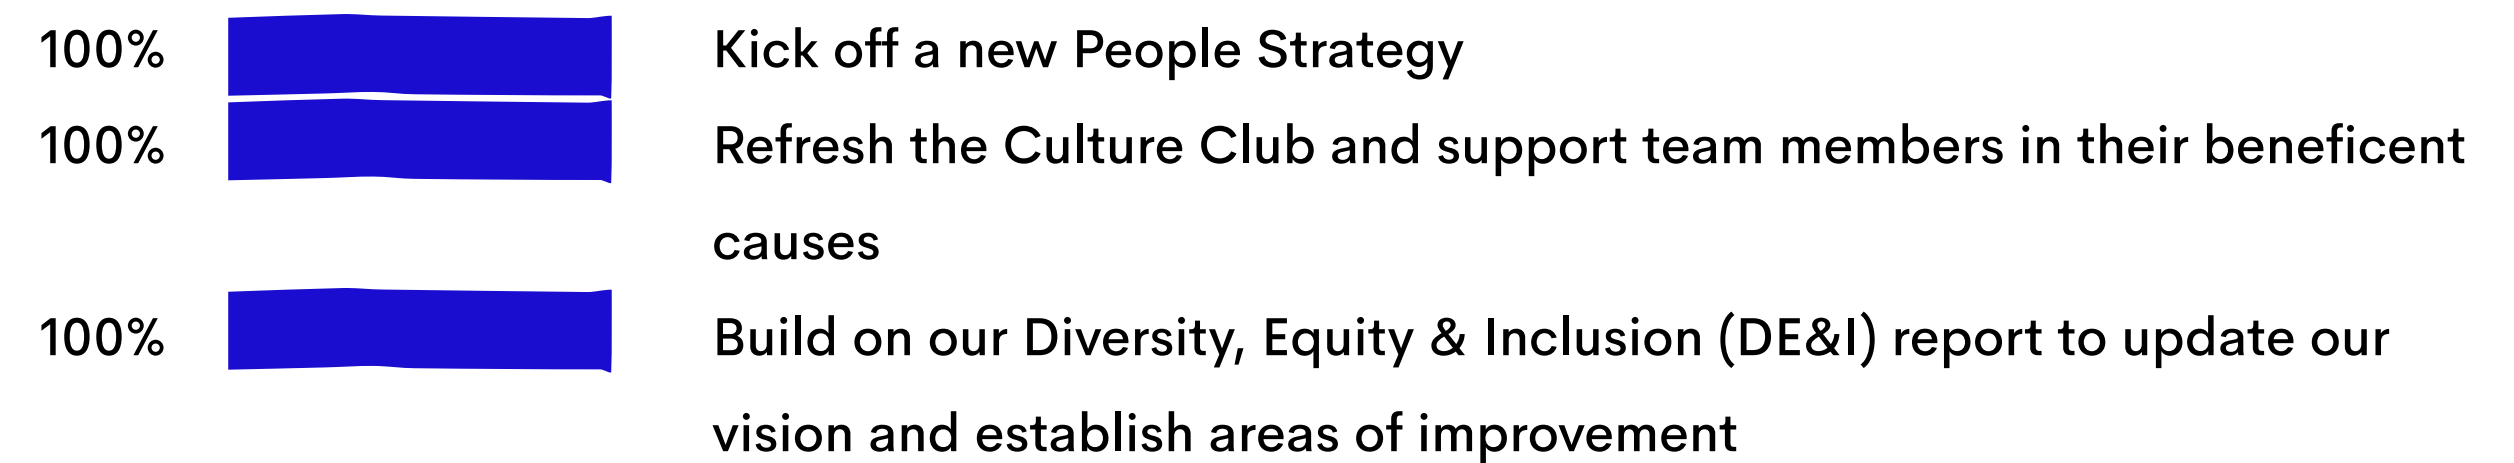 100% Kick off a new People Strategy
100% Refresh the Culture Club and support team members in their beneficent
causes
100% Build on our Diversity, Equity & Inclusion (DE&I) report to update our
vision and establish areas of improvement